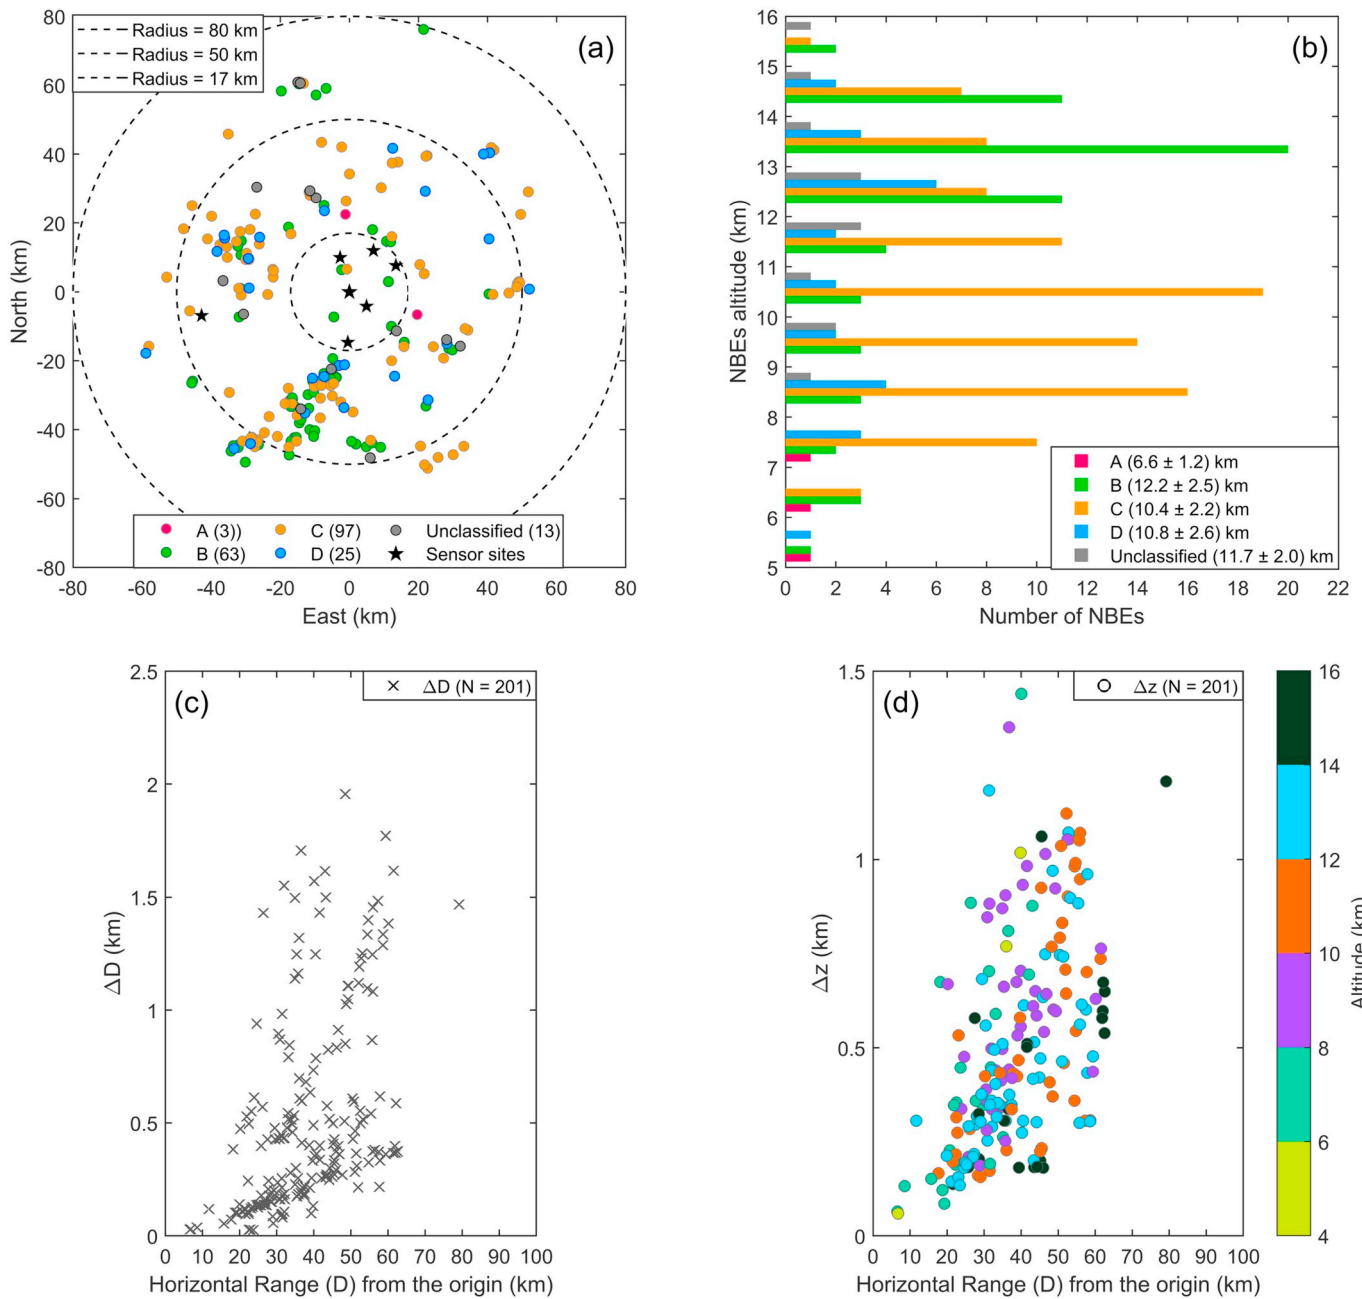 (a)
Radius = 80 km
Radius = 50 km
Radius = 17 km
80
60
40
20
0
-20
-40
-60
-80
North (km)
A (3))
C (97)
Unclassified (13)
B (63)
D (25)
Sensor sites
-80
-60
-40
-20
0
20
40
60
80
East (km)
(b)
16
15
14
13
12
11
10
9
8
7
6
5
NBEs altitude (km)
A (6.6 ± 1.2) km
B (12.2 ± 2.5) km
C (10.4 ± 2.2) km
D (10.8 ± 2.6) km
Unclassified (11.7 ± 2.0) km
0
2
4
6
8
10
12
14
16
18
20
22
Number of NBEs
(c)
ΔD (N = 201)
2.5
2
1.5
1
0.5
0
ΔD (km)
0
10
20
30
40
50
60
70
80
90
100
Horizontal Range (D) from the origin (km)
(d)
Δz (N = 201)
1.5
1
0.5
0
Δz (km)
0
10
20
30
40
50
60
70
80
90
100
Horizontal Range (D) from the origin (km)
16
14
12
10
8
6
4
Altitude (km)